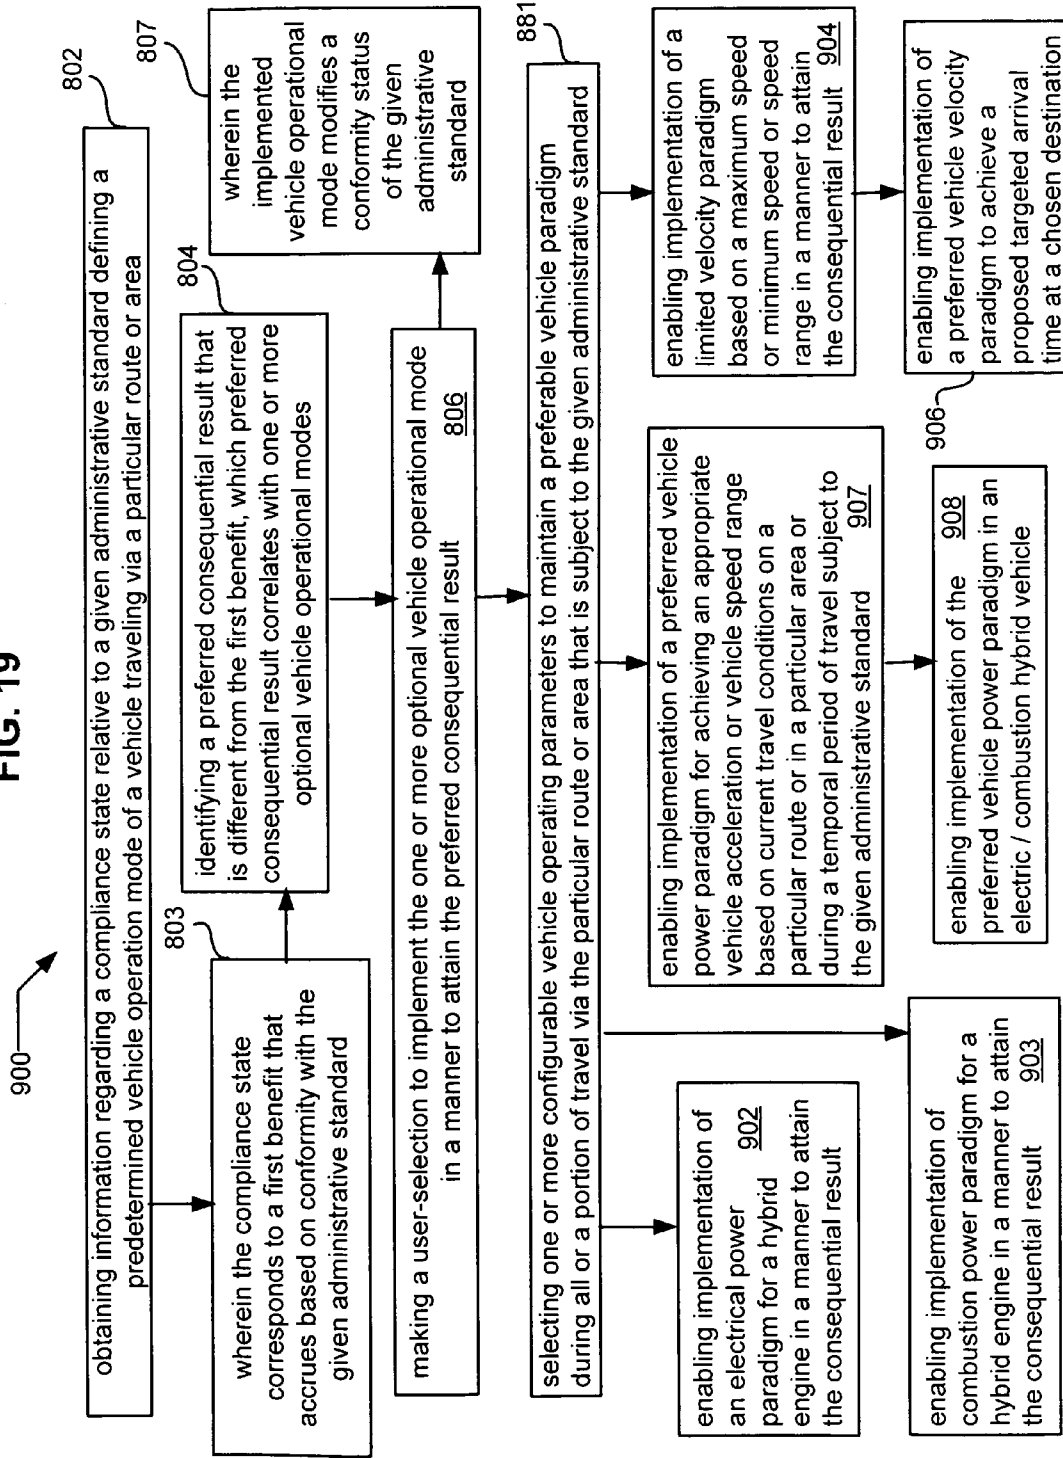 FIG. 19
900
802
obtaining information regarding a compliance state relative to a given administrative standard defining a
predetermined vehicle operation mode of a vehicle traveling via a particular route or area
803
wherein the compliance state
corresponds to a first benefit that
accrues based on conformity with the
given administrative standard
804
identifying a preferred consequential result that
is different from the first benefit, which preferred
consequential result correlates with one or more
optional vehicle operational modes
807
wherein the
implemented
vehicle operational
mode modifies a
conformity status
of the given
administrative
standard
making a user-selection to implement the one or more optional vehicle operational mode
in a manner to attain the preferred consequential result 806
881
selecting one or more configurable vehicle operating parameters to maintain a preferable vehicle paradigm
during all or a portion of travel via the particular route or area that is subject to the given administrative standard
enabling implementation of
an electrical power 902
paradigm for a hybrid
engine in a manner to attain
the consequential result
enabling implementation of
combustion power paradigm for a
hybrid engine in a manner to attain
the consequential result 903
enabling implementation of a preferred vehicle
power paradigm for achieving an appropriate
vehicle acceleration or vehicle speed range
based on current travel conditions on a
particular route or in a particular area or
during a temporal period of travel subject to
the given administrative standard 907
enabling implementation of the 908
preferred vehicle power paradigm in an
electric / combustion hybrid vehicle
enabling implementation of a
limited velocity paradigm
based on a maximum speed
or minimum speed or speed
range in a manner to attain
the consequential result 904
906
enabling implementation of
a preferred vehicle velocity
paradigm to achieve a
proposed targeted arrival
time at a chosen destination